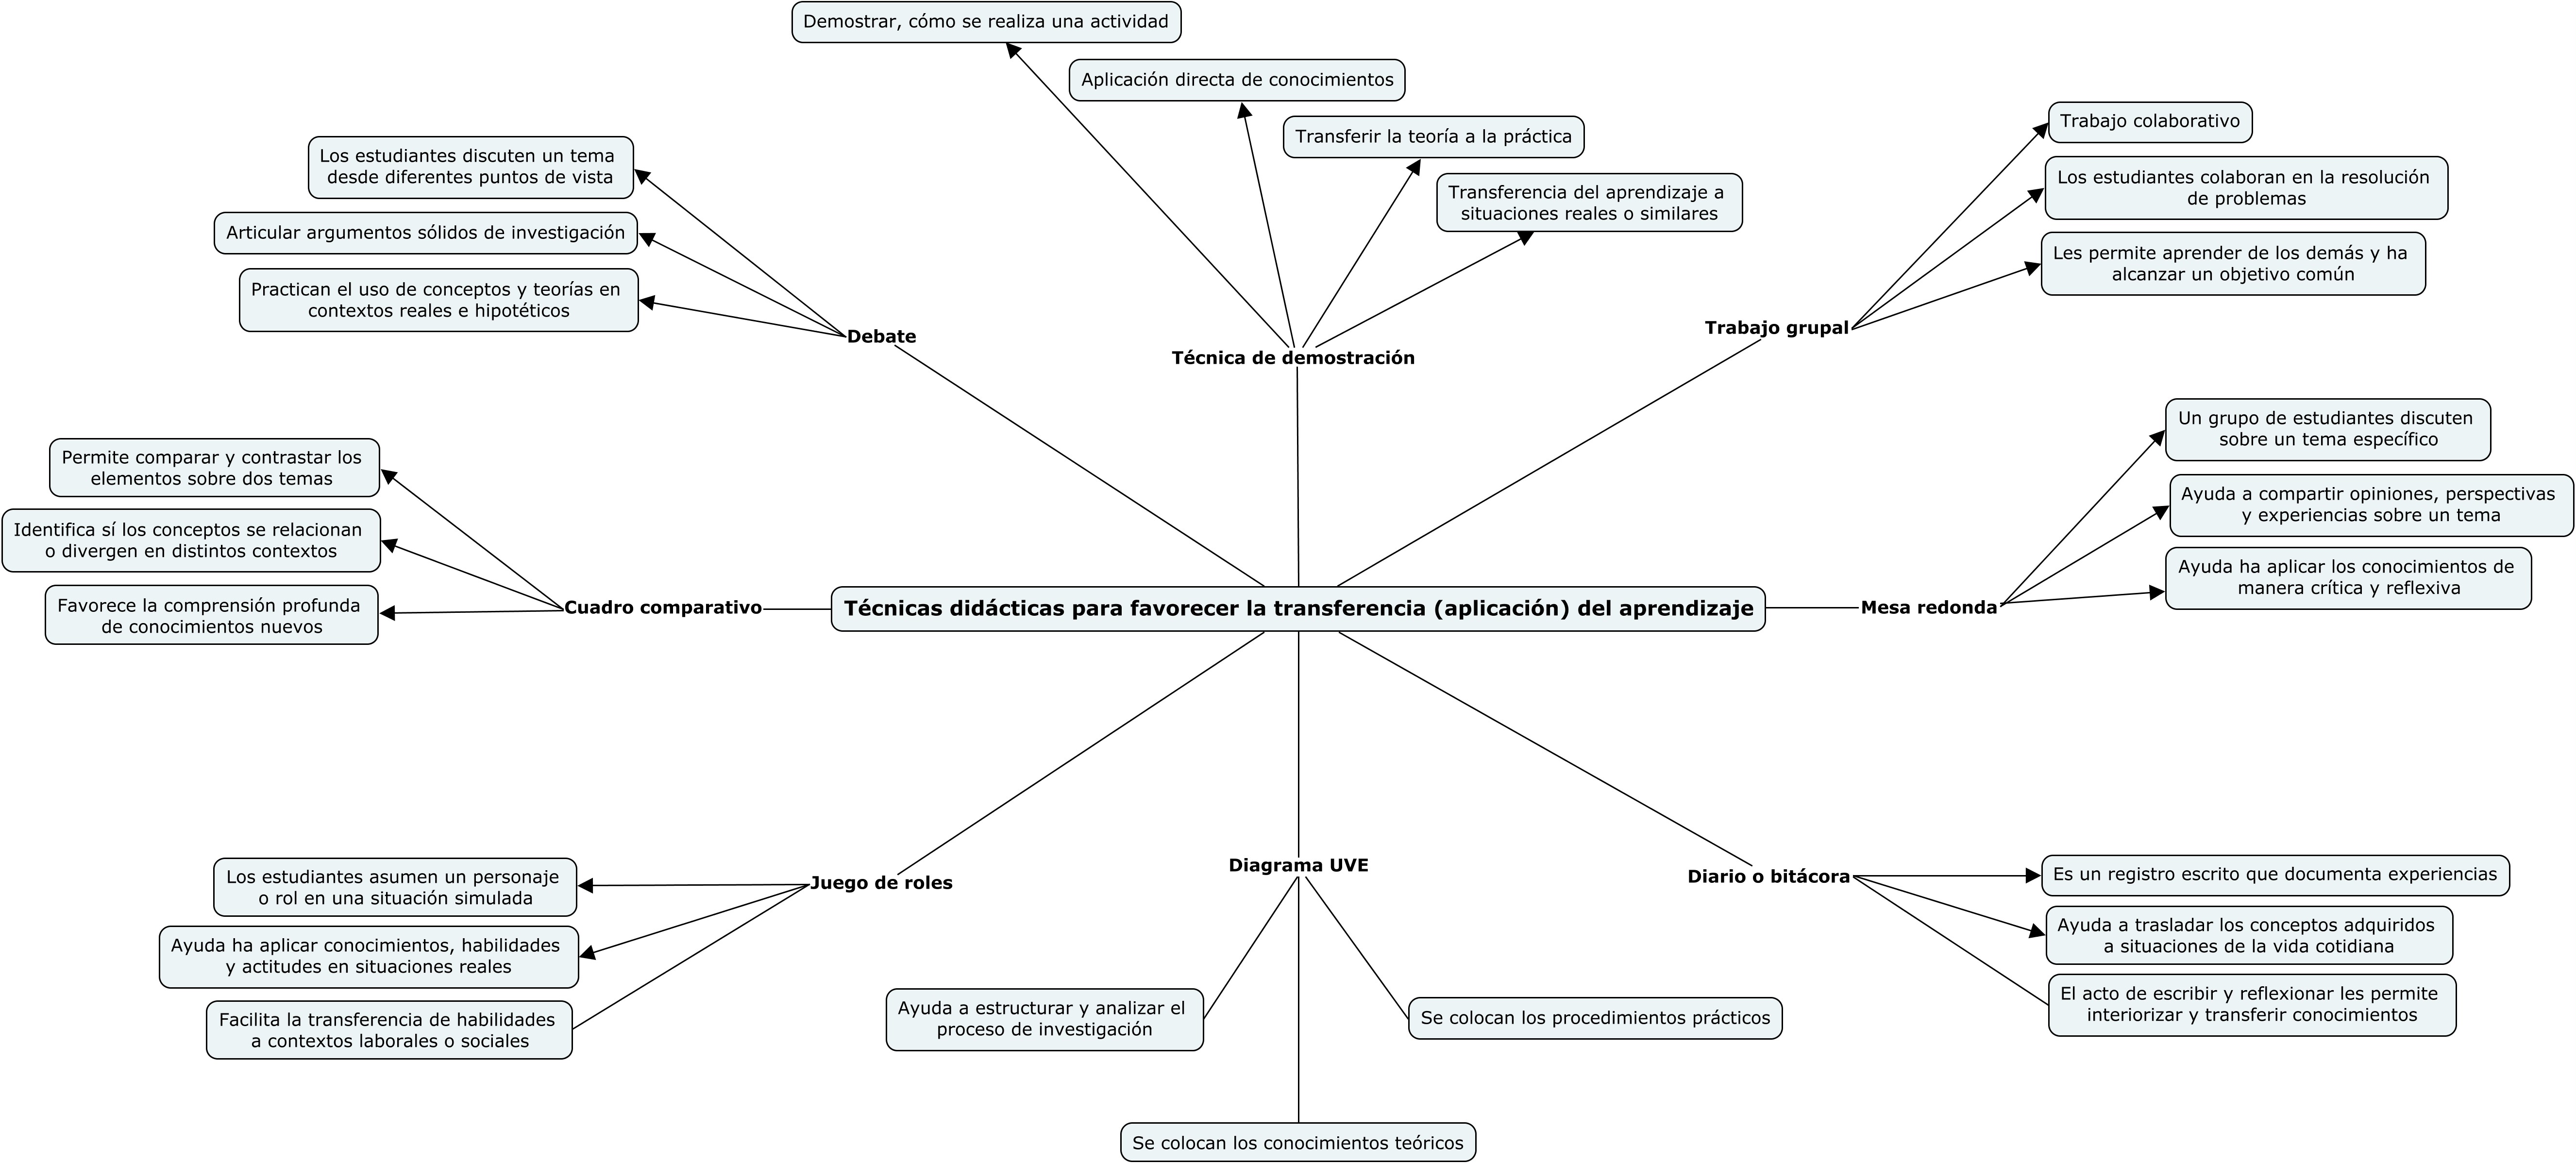 Demostrar, cómo se realiza una actividad
Aplicación directa de conocimientos
Transferir la teoría a la práctica
Transferencia del aprendizaje a
situaciones reales o similares
Técnica de demostración
Los estudiantes discuten un tema
desde diferentes puntos de vista
Articular argumentos sólidos de investigación
Practican el uso de conceptos y teorías en
contextos reales e hipotéticos
Debate
Trabajo colaborativo
Los estudiantes colaboran en la resolución
de problemas
Les permite aprender de los demás y ha
alcanzar un objetivo común
Trabajo grupal
Permite comparar y contrastar los
elementos sobre dos temas
Identifica sí los conceptos se relacionan
o divergen en distintos contextos
Favorece la comprensión profunda
de conocimientos nuevos
Cuadro comparativo
Técnicas didácticas para favorecer la transferencia (aplicación) del aprendizaje
Mesa redonda
Un grupo de estudiantes discuten
sobre un tema específico
Ayuda a compartir opiniones, perspectivas
y experiencias sobre un tema
Ayuda ha aplicar los conocimientos de
manera crítica y reflexiva
Juego de roles
Los estudiantes asumen un personaje
o rol en una situación simulada
Ayuda ha aplicar conocimientos, habilidades
y actitudes en situaciones reales
Facilita la transferencia de habilidades
a contextos laborales o sociales
Diagrama UVE
Ayuda a estructurar y analizar el
proceso de investigación
Se colocan los procedimientos prácticos
Se colocan los conocimientos teóricos
Diario o bitácora
Es un registro escrito que documenta experiencias
Ayuda a trasladar los conceptos adquiridos
a situaciones de la vida cotidiana
El acto de escribir y reflexionar les permite
interiorizar y transferir conocimientos